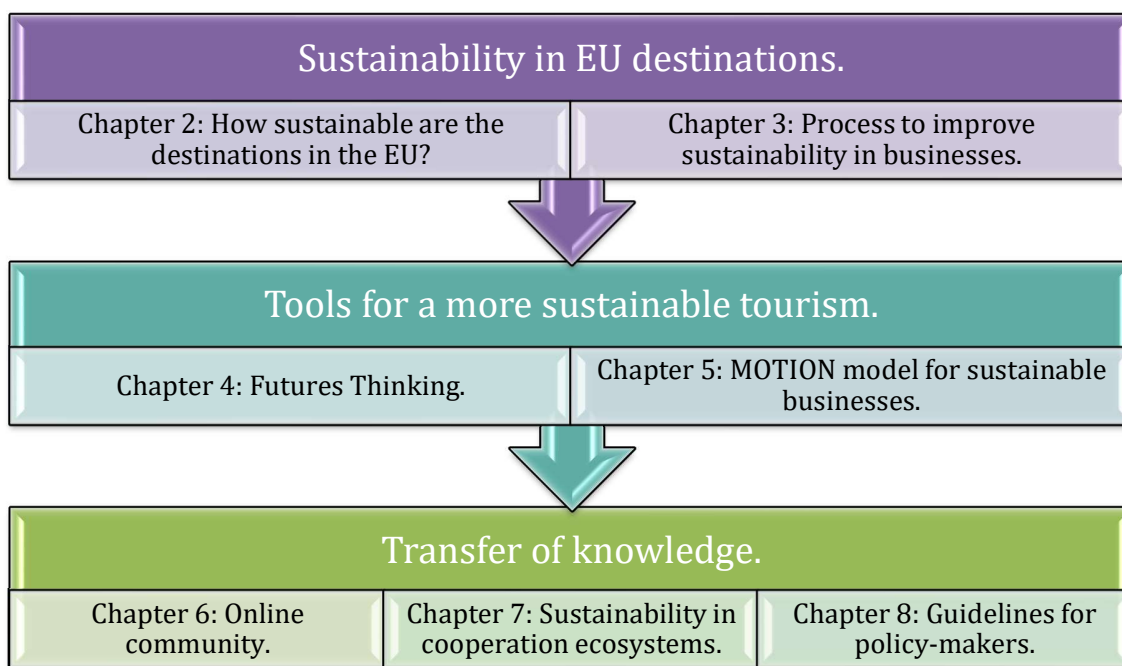 Sustainability in EU destinations.
Chapter 2: How sustainable are the
destinations in the EU?
Chapter 3: Process to improve
sustainability in businesses.
Tools for a more sustainable tourism.
Chapter 4: Futures Thinking.
Chapter 5: MOTION model for sustainable
businesses.
Transfer of knowledge.
Chapter 6: Online
community.
Chapter 7: Sustainability in
cooperation ecosystems.
Chapter 8: Guidelines for
policy-makers.